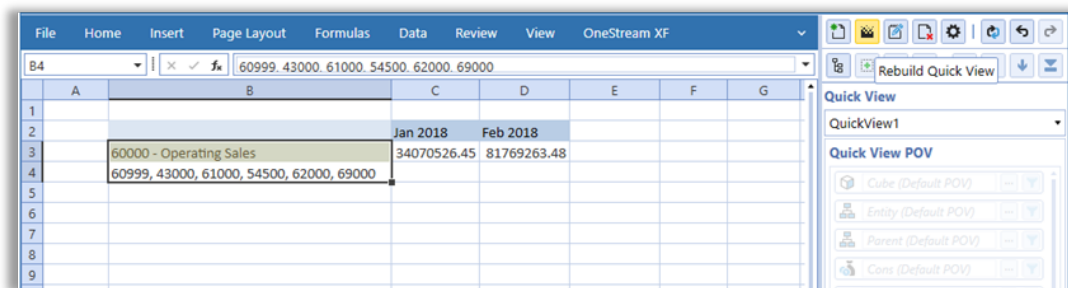 File Home Insert Page Layout Formulas Data Review View OneStream XF
B4 fx 60999, 43000, 61000, 54500, 62000, 69000
Rebuild Quick View
A B C D E F G
Quick View
1
QuickView1
2 Jan 2018 Feb 2018
3 60000 - Operating Sales 34070526.45 81769263.48
Quick View POV
4 60999, 43000, 61000, 54500, 62000, 69000
5
Cube (Default POV)
6
Entity (Default POV)
7
Parent (Default POV)
8
9
Cons (Default POV)